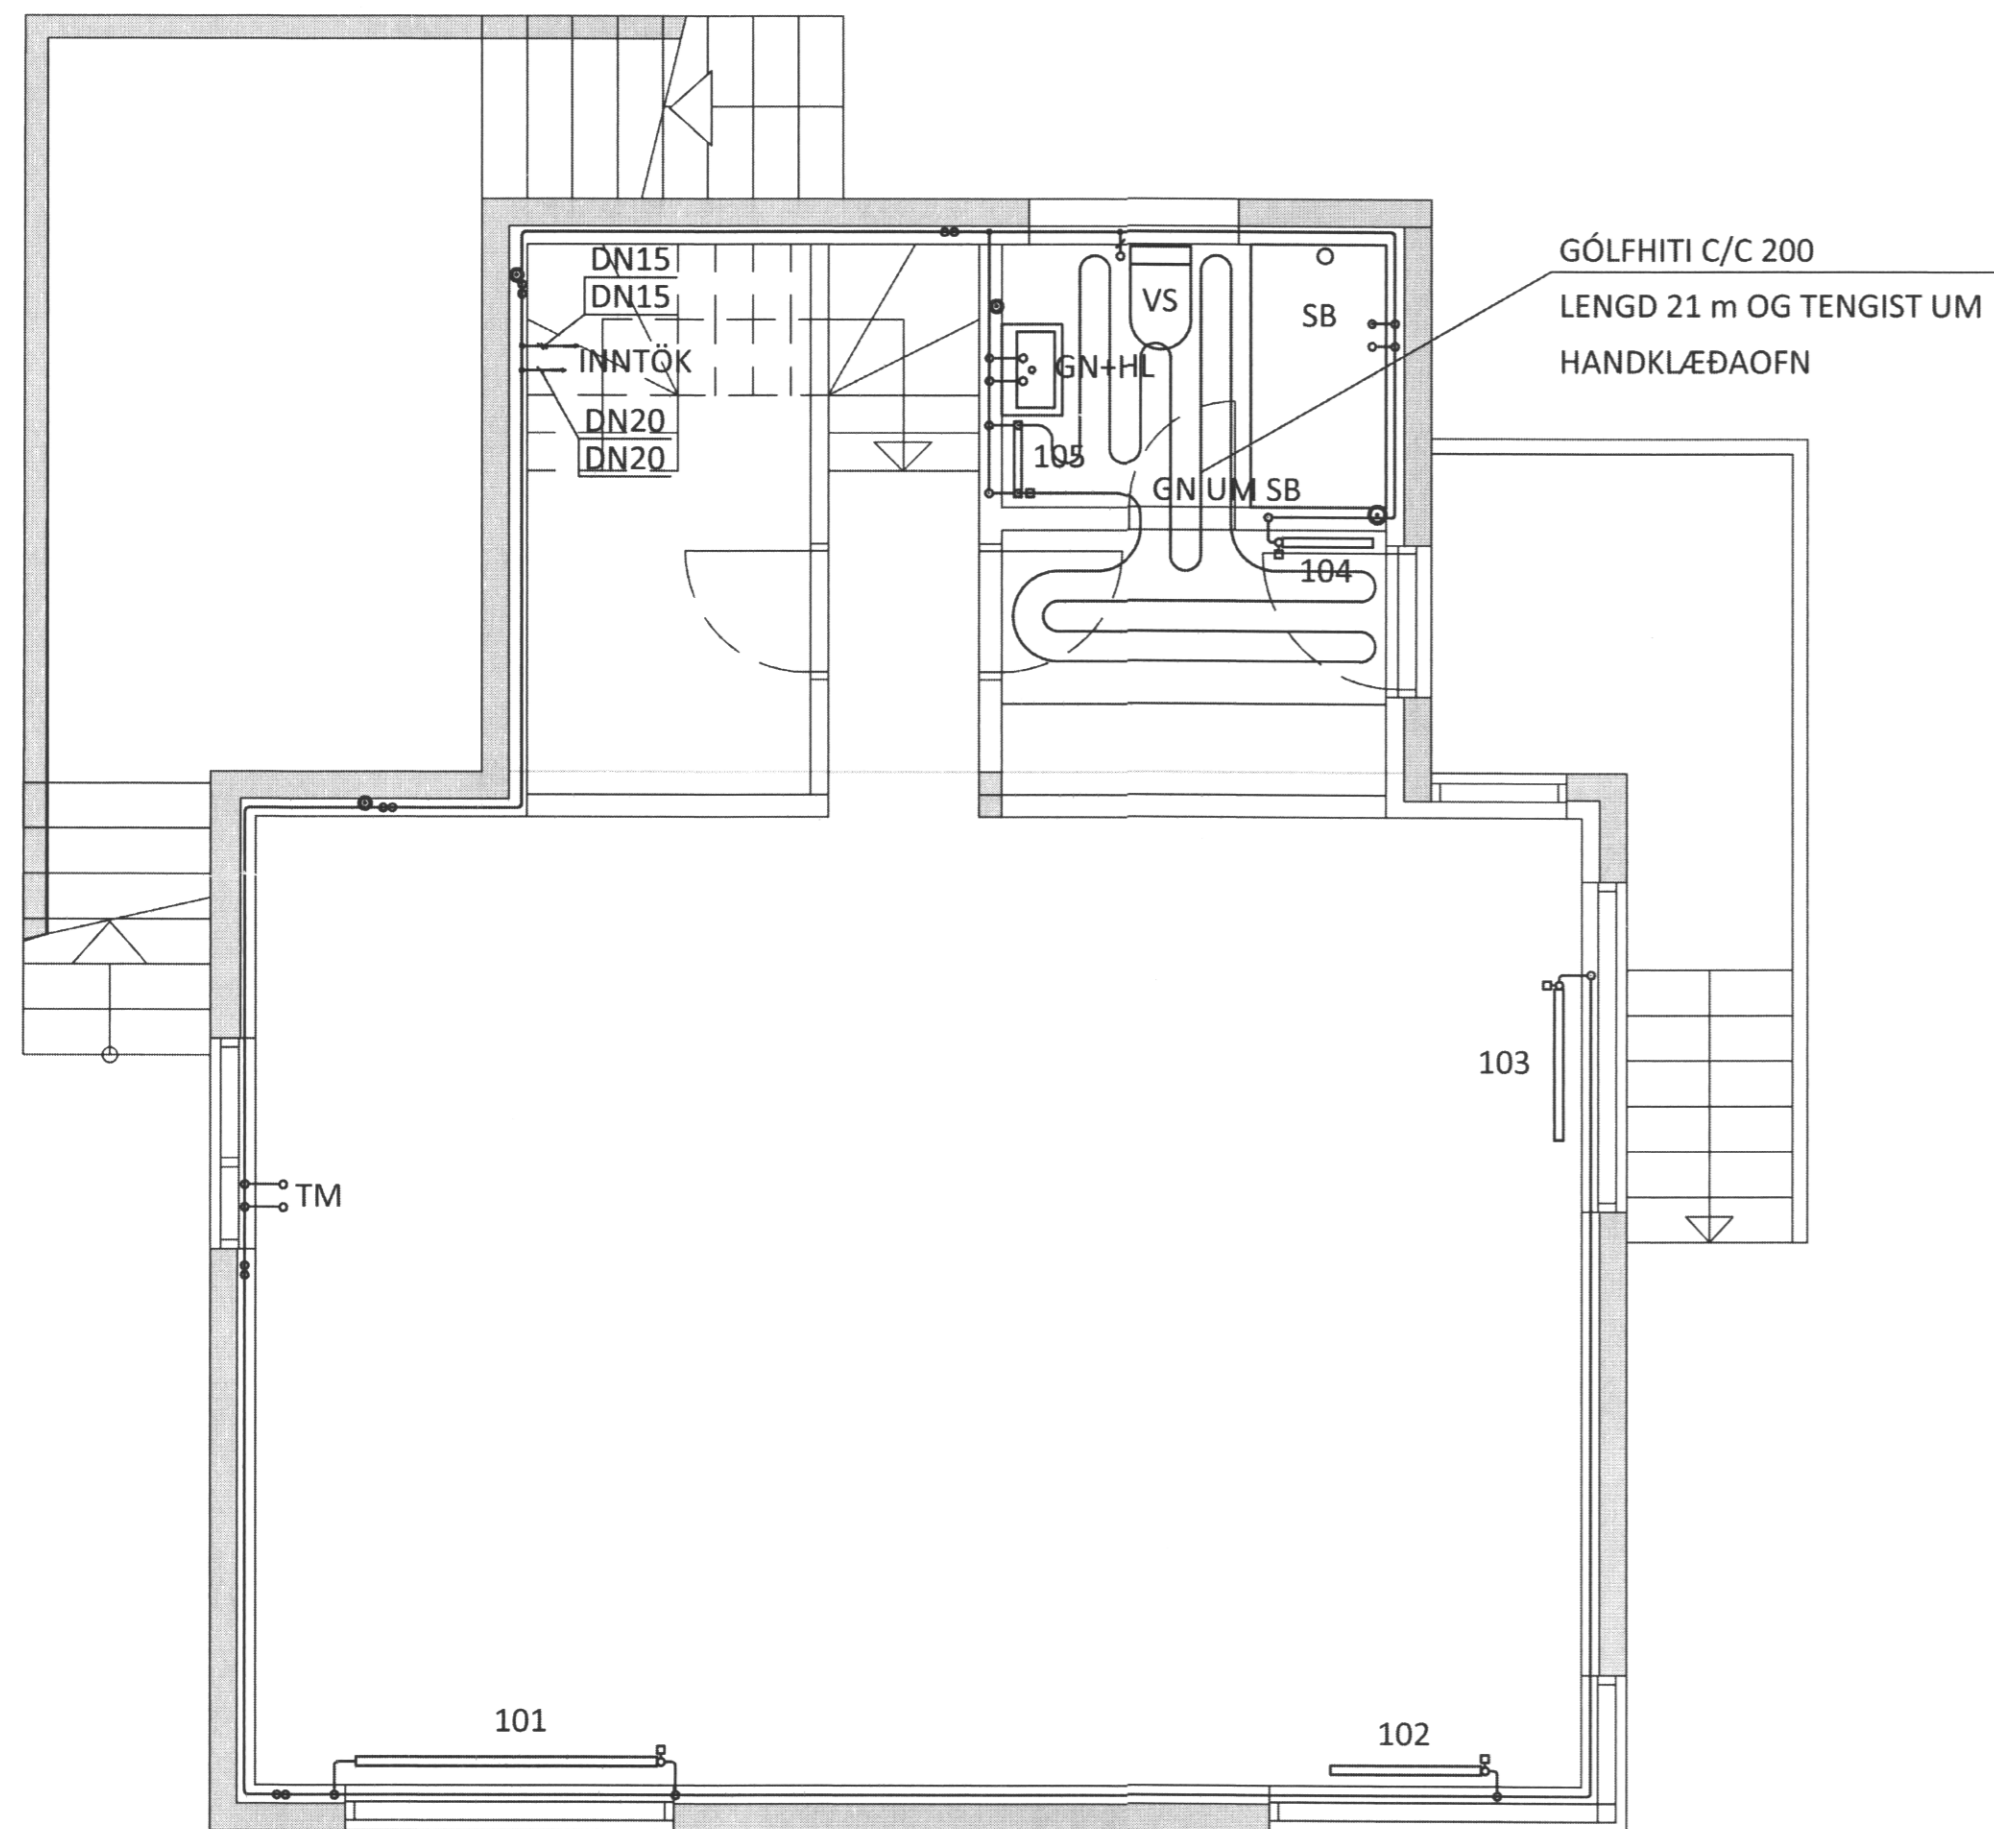 GÓLFHITI C/C 200
LENGD 21 m OG TENGIST UM
HANDKLÆÐAOFN
DN15
DN15
INNTÖK
DN20
DN20
VS
SB
GN+HL
105
GN UM SB
104
103
TM
101
102